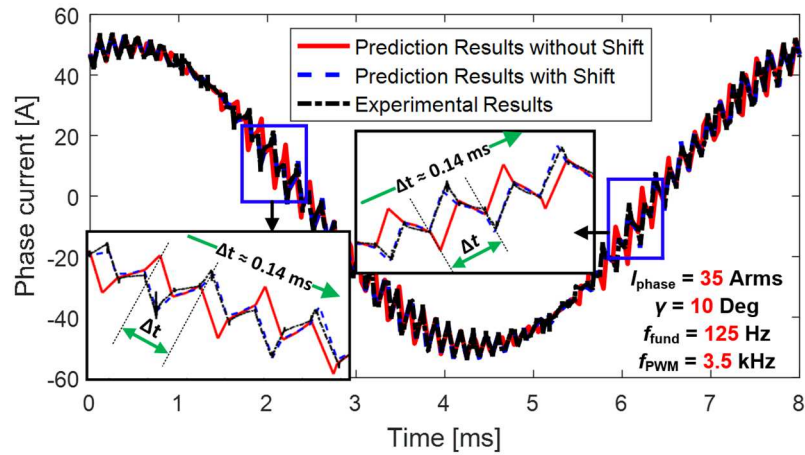 60
40
20
0
-20
-40
-60
Phase current [A]
Prediction Results without Shift
Prediction Results with Shift
Experimental Results
Δt ≈ 0.14 ms
Δt
Δt ≈ 0.14 ms
Δt
Iphase = 35 Arms
γ = 10 Deg
ffund = 125 Hz
fPWM = 3.5 kHz
0 1 2 3 4 5 6 7 8
Time [ms]